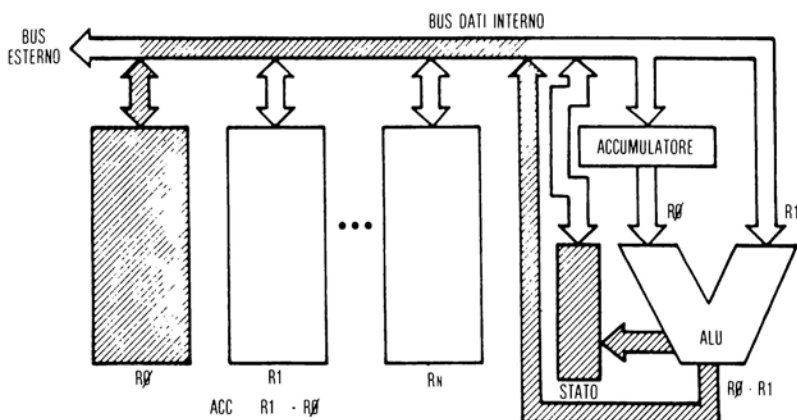 BUS DATI INTERNO
BUS
ESTERNO
ACCUMULATORE
RØ
R1
ALU
STATO
RØ - R1
RØ
R1
RN
ACC R1 - RØ